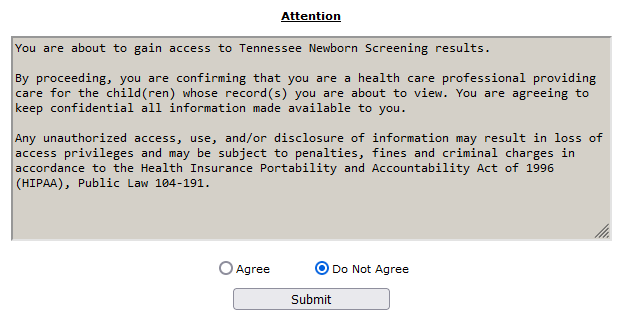 Attention
You are about to gain access to Tennessee Newborn Screening results.
By proceeding, you are confirming that you are a health care professional providing
care for the child(ren) whose record(s) you are about to view. You are agreeing to
keep confidential all information made available to you.
Any unauthorized access, use, and/or disclosure of information may result in loss of
access privileges and may be subject to penalties, fines and criminal charges in
accordance to the Health Insurance Portability and Accountability Act of 1996
(HIPAA), Public Law 104-191.
Agree Do Not Agree
Submit